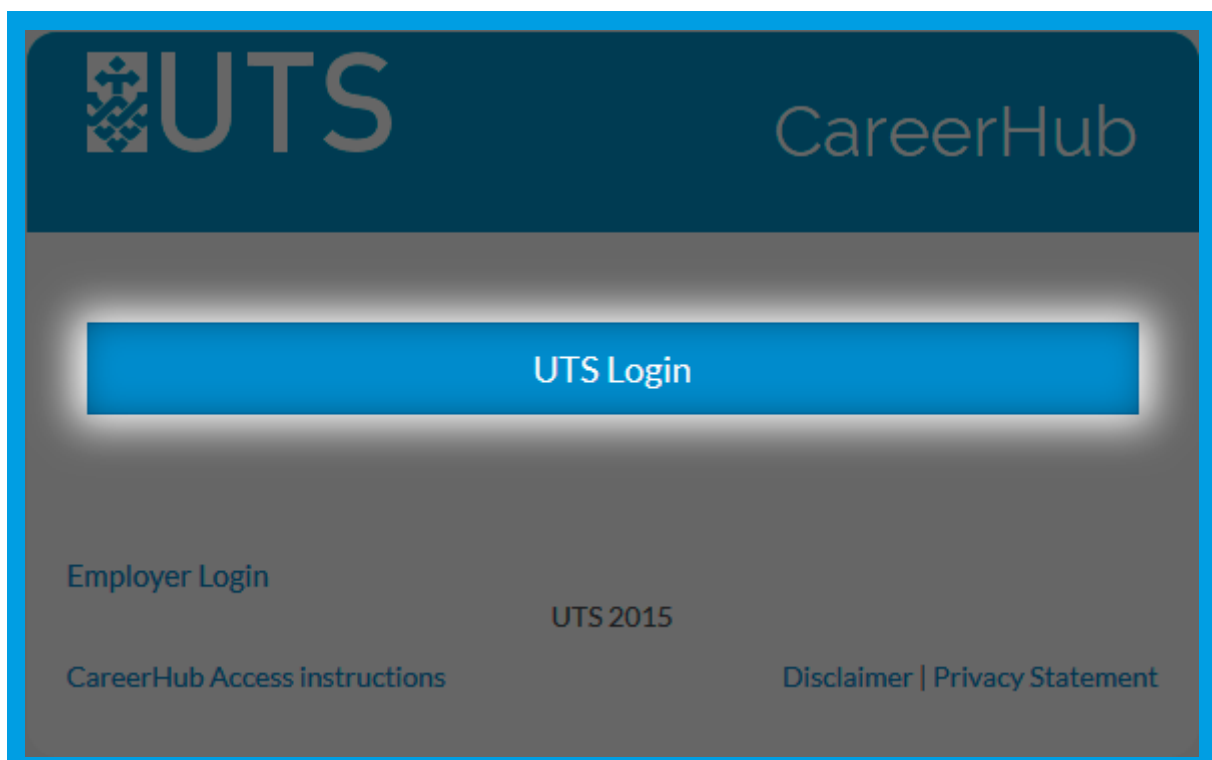 UTS
CareerHub
UTS Login
Employer Login
UTS 2015
CareerHub Access instructions
Disclaimer | Privacy Statement